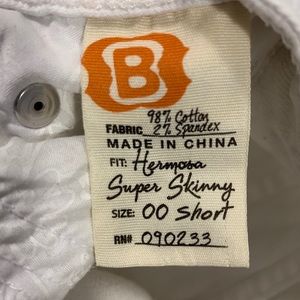 B
98% Cotton
FABRIC 2% Spandex
MADE IN CHINA
FIT: Hermosa
Super Skinny
SIZE: 00 Short
RN# 090233